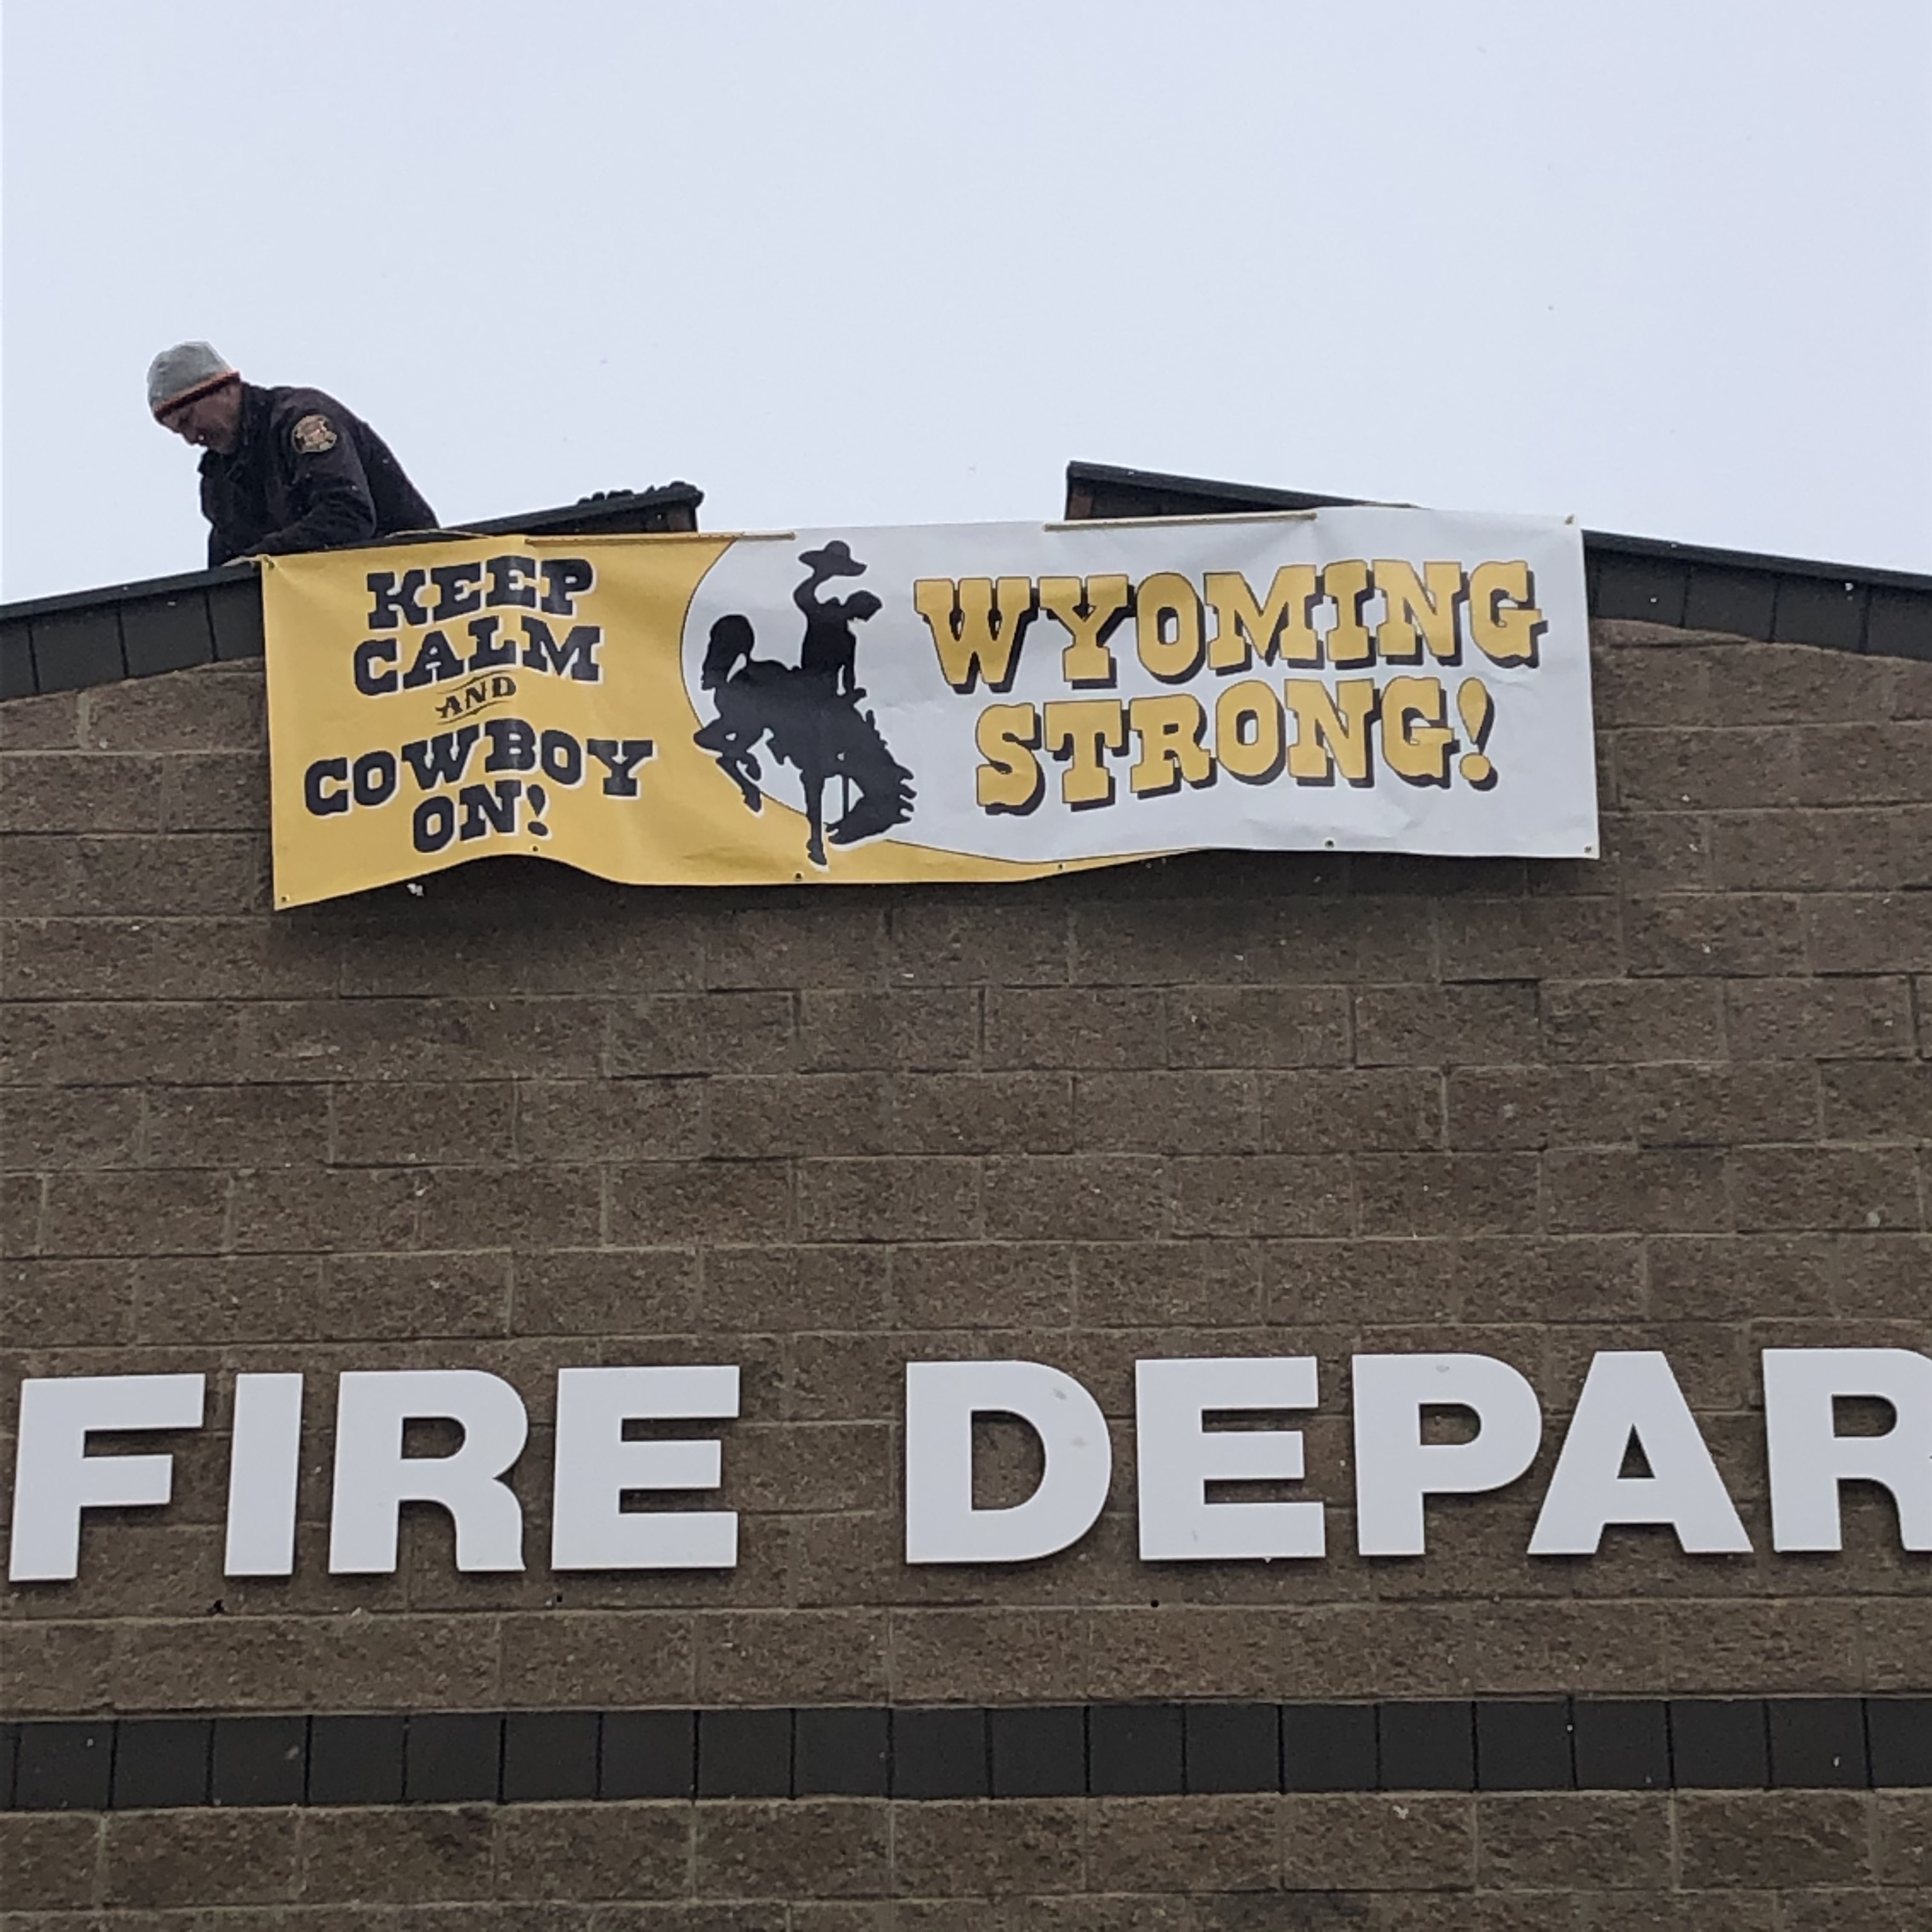 KEEP
CALM
AND
COWBOY
ON!
WYOMING
STRONG!
FIRE DEPAR